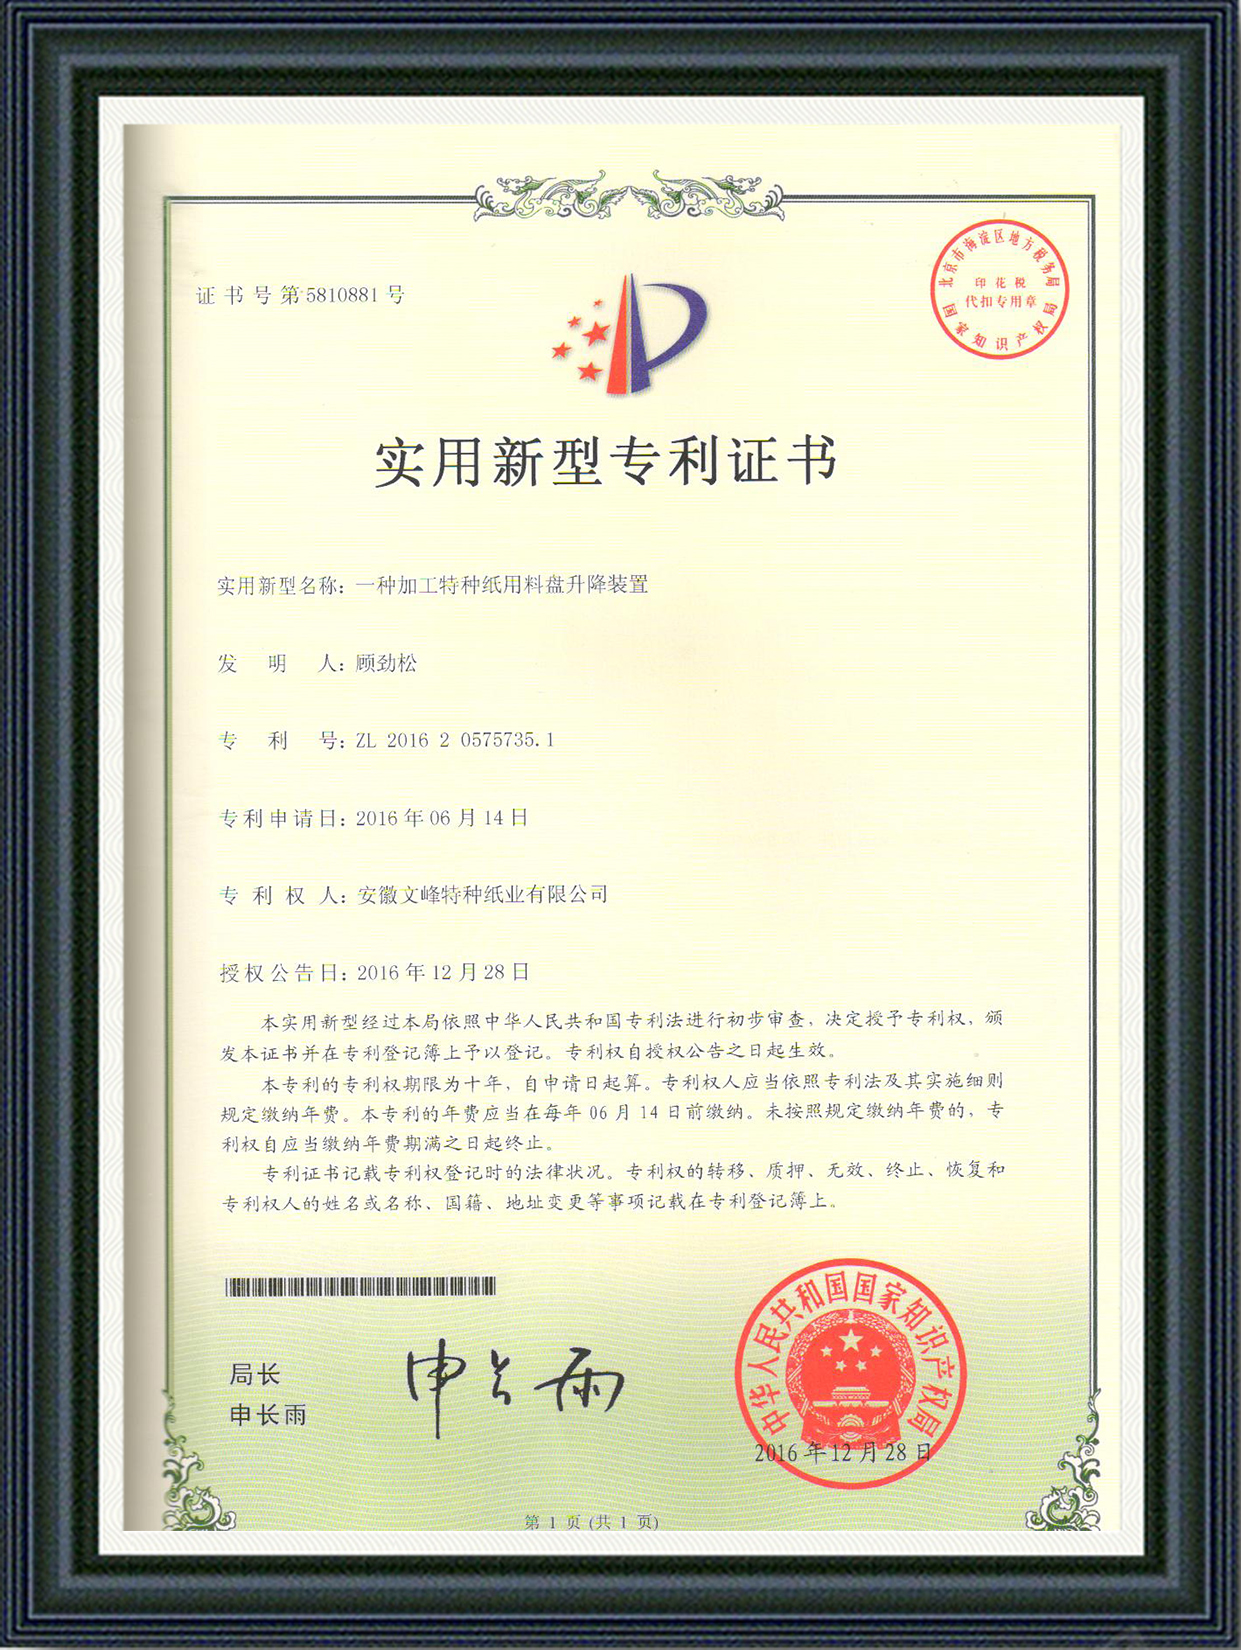 证书号第5810881号
北京市海淀区地方税务局
印花税
代扣专用章
国家知识产权局
实用新型专利证书
实用新型名称：一种加工特种纸用料盘升降装置
发明人：顾劲松
专利号：ZL 2016 2 0575735.1
专利申请日：2016年06月14日
专利权人：安徽文峰特种纸业有限公司
授权公告日：2016年12月28日
本实用新型经过本局依照中华人民共和国专利法进行初步审查，决定授予专利权，颁
发本证书并在专利登记簿上予以登记。专利权自授权公告之日起生效。
本专利的专利权期限为十年，自申请日起算。专利权人应当依照专利法及其实施细则
规定缴纳年费。本专利的年费应当在每年06月14日前缴纳。未按照规定缴纳年费的，专
利权自应当缴纳年费期满之日起终止。
专利证书记载专利权登记时的法律状况。专利权的转移、质押、无效、终止、恢复和
专利权人的姓名或名称、国籍、地址变更等事项记载在专利登记簿上。
局长
申长雨
申长雨
中华人民共和国国家知识产权局
2016年12月28日
第1页(共1页)